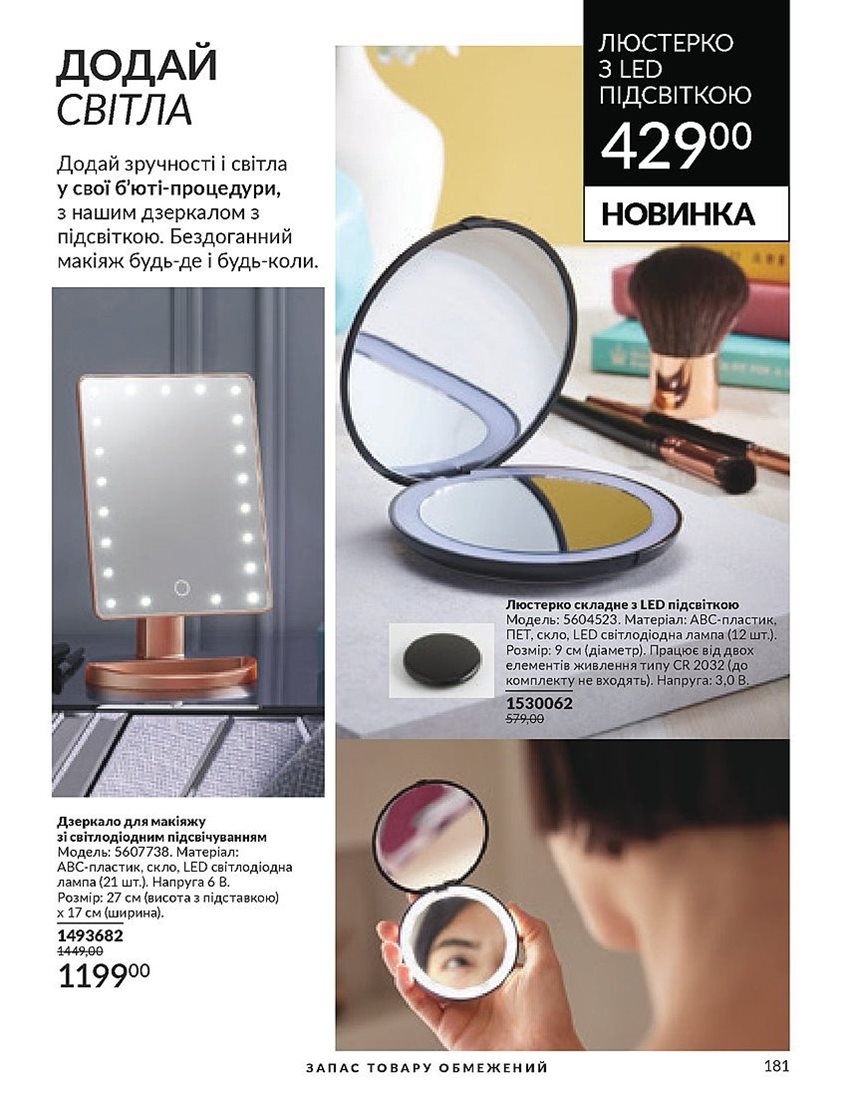 ДОДАЙ
СВІТЛА
Додай зручності і світла
у свої б'юті-процедури,
з нашим дзеркалом з
підсвіткою. Бездоганний
макіяж будь-де і будь-коли.
ЛЮСТЕРКО
З LED
ПІДСВІТКОЮ
429⁰⁰
НОВИНКА
Люстерко складне з LED підсвіткою
Модель: 5604523. Матеріал: АВС-пластик,
ПЕТ, скло, LED світлодіодна лампа (12 шт.).
Розмір: 9 см (діаметр). Працює від двох
елементів живлення типу CR 2032 (до
комплекту не входять). Напруга: 3,0 В.
1530062
579,00
Дзеркало для макіяжу
зі світлодіодним підсвічуванням
Модель: 5607738. Матеріал:
АВС-пластик, скло, LED світлодіодна
лампа (21 шт.). Напруга 6 В.
Розмір: 27 см (висота з підставкою)
х 17 см (ширина).
1493682
1449,00
1199⁰⁰
ЗАПАС ТОВАРУ ОБМЕЖЕНИЙ
181